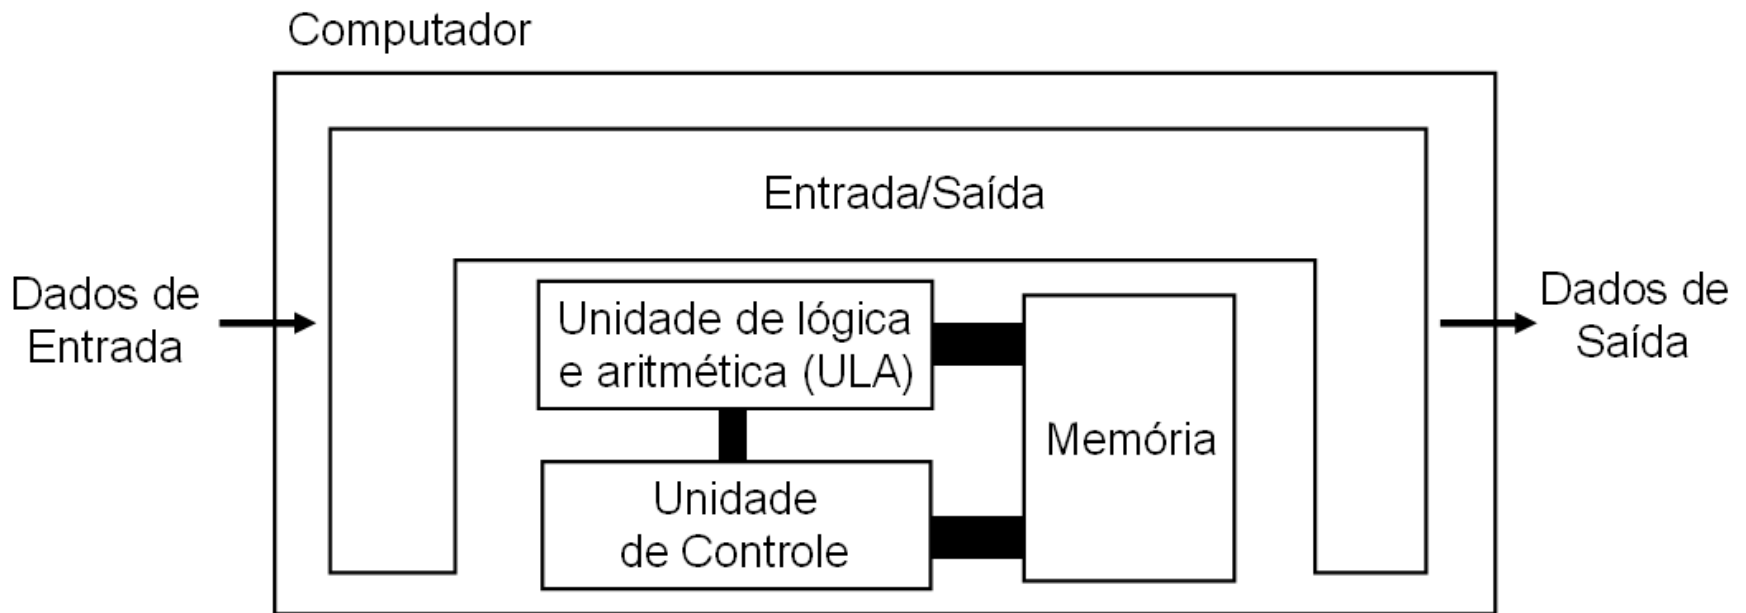 Computador
Entrada/Saída
Dados de
Entrada
Unidade de lógica
e aritmética (ULA)
Memória
Unidade
de Controle
Dados de
Saída